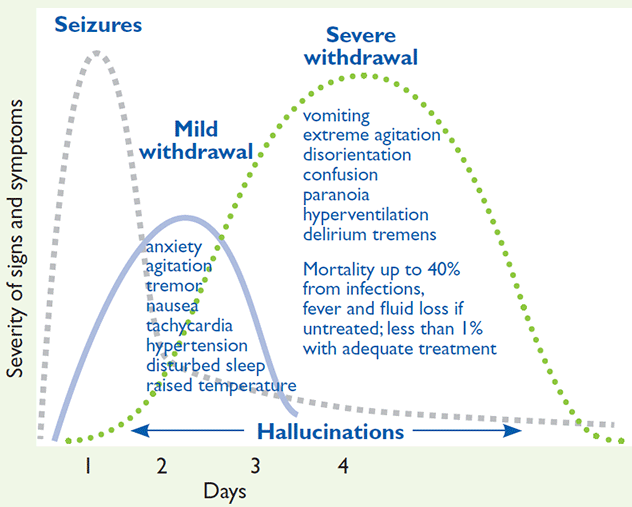 Seizures
Severe
withdrawal
Mild
withdrawal
vomiting
extreme agitation
disorientation
confusion
paranoia
hyperventilation
delirium tremens
Mortality up to 40%
from infections,
fever and fluid loss if
untreated; less than 1%
with adequate treatment
anxiety
agitation
tremor
nausea
tachycardia
hypertension
disturbed sleep
raised temperature
Severity of signs and symptoms
Hallucinations
1 2 3 4
Days